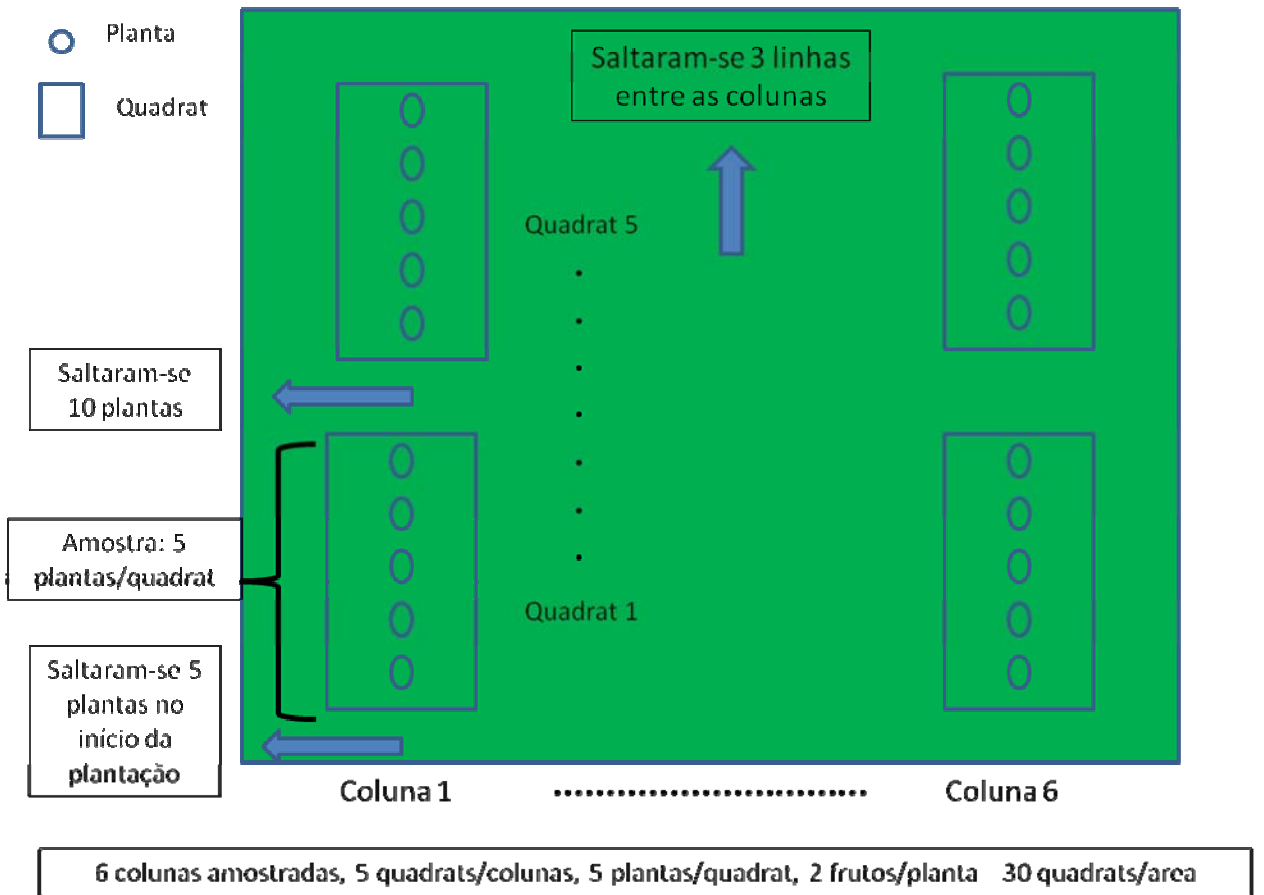 Planta
Quadrat
Saltaram-se 3 linhas
entre as colunas
Quadrat 5
Saltaram-se
10 plantas
Amostra: 5
plantas/quadrat
Quadrat 1
Saltaram-se 5
plantas no
início da
plantação
Coluna 1
Coluna 6
6 colunas amostradas, 5 quadrats/colunas, 5 plantas/quadrat, 2 frutos/planta 30 quadrats/area